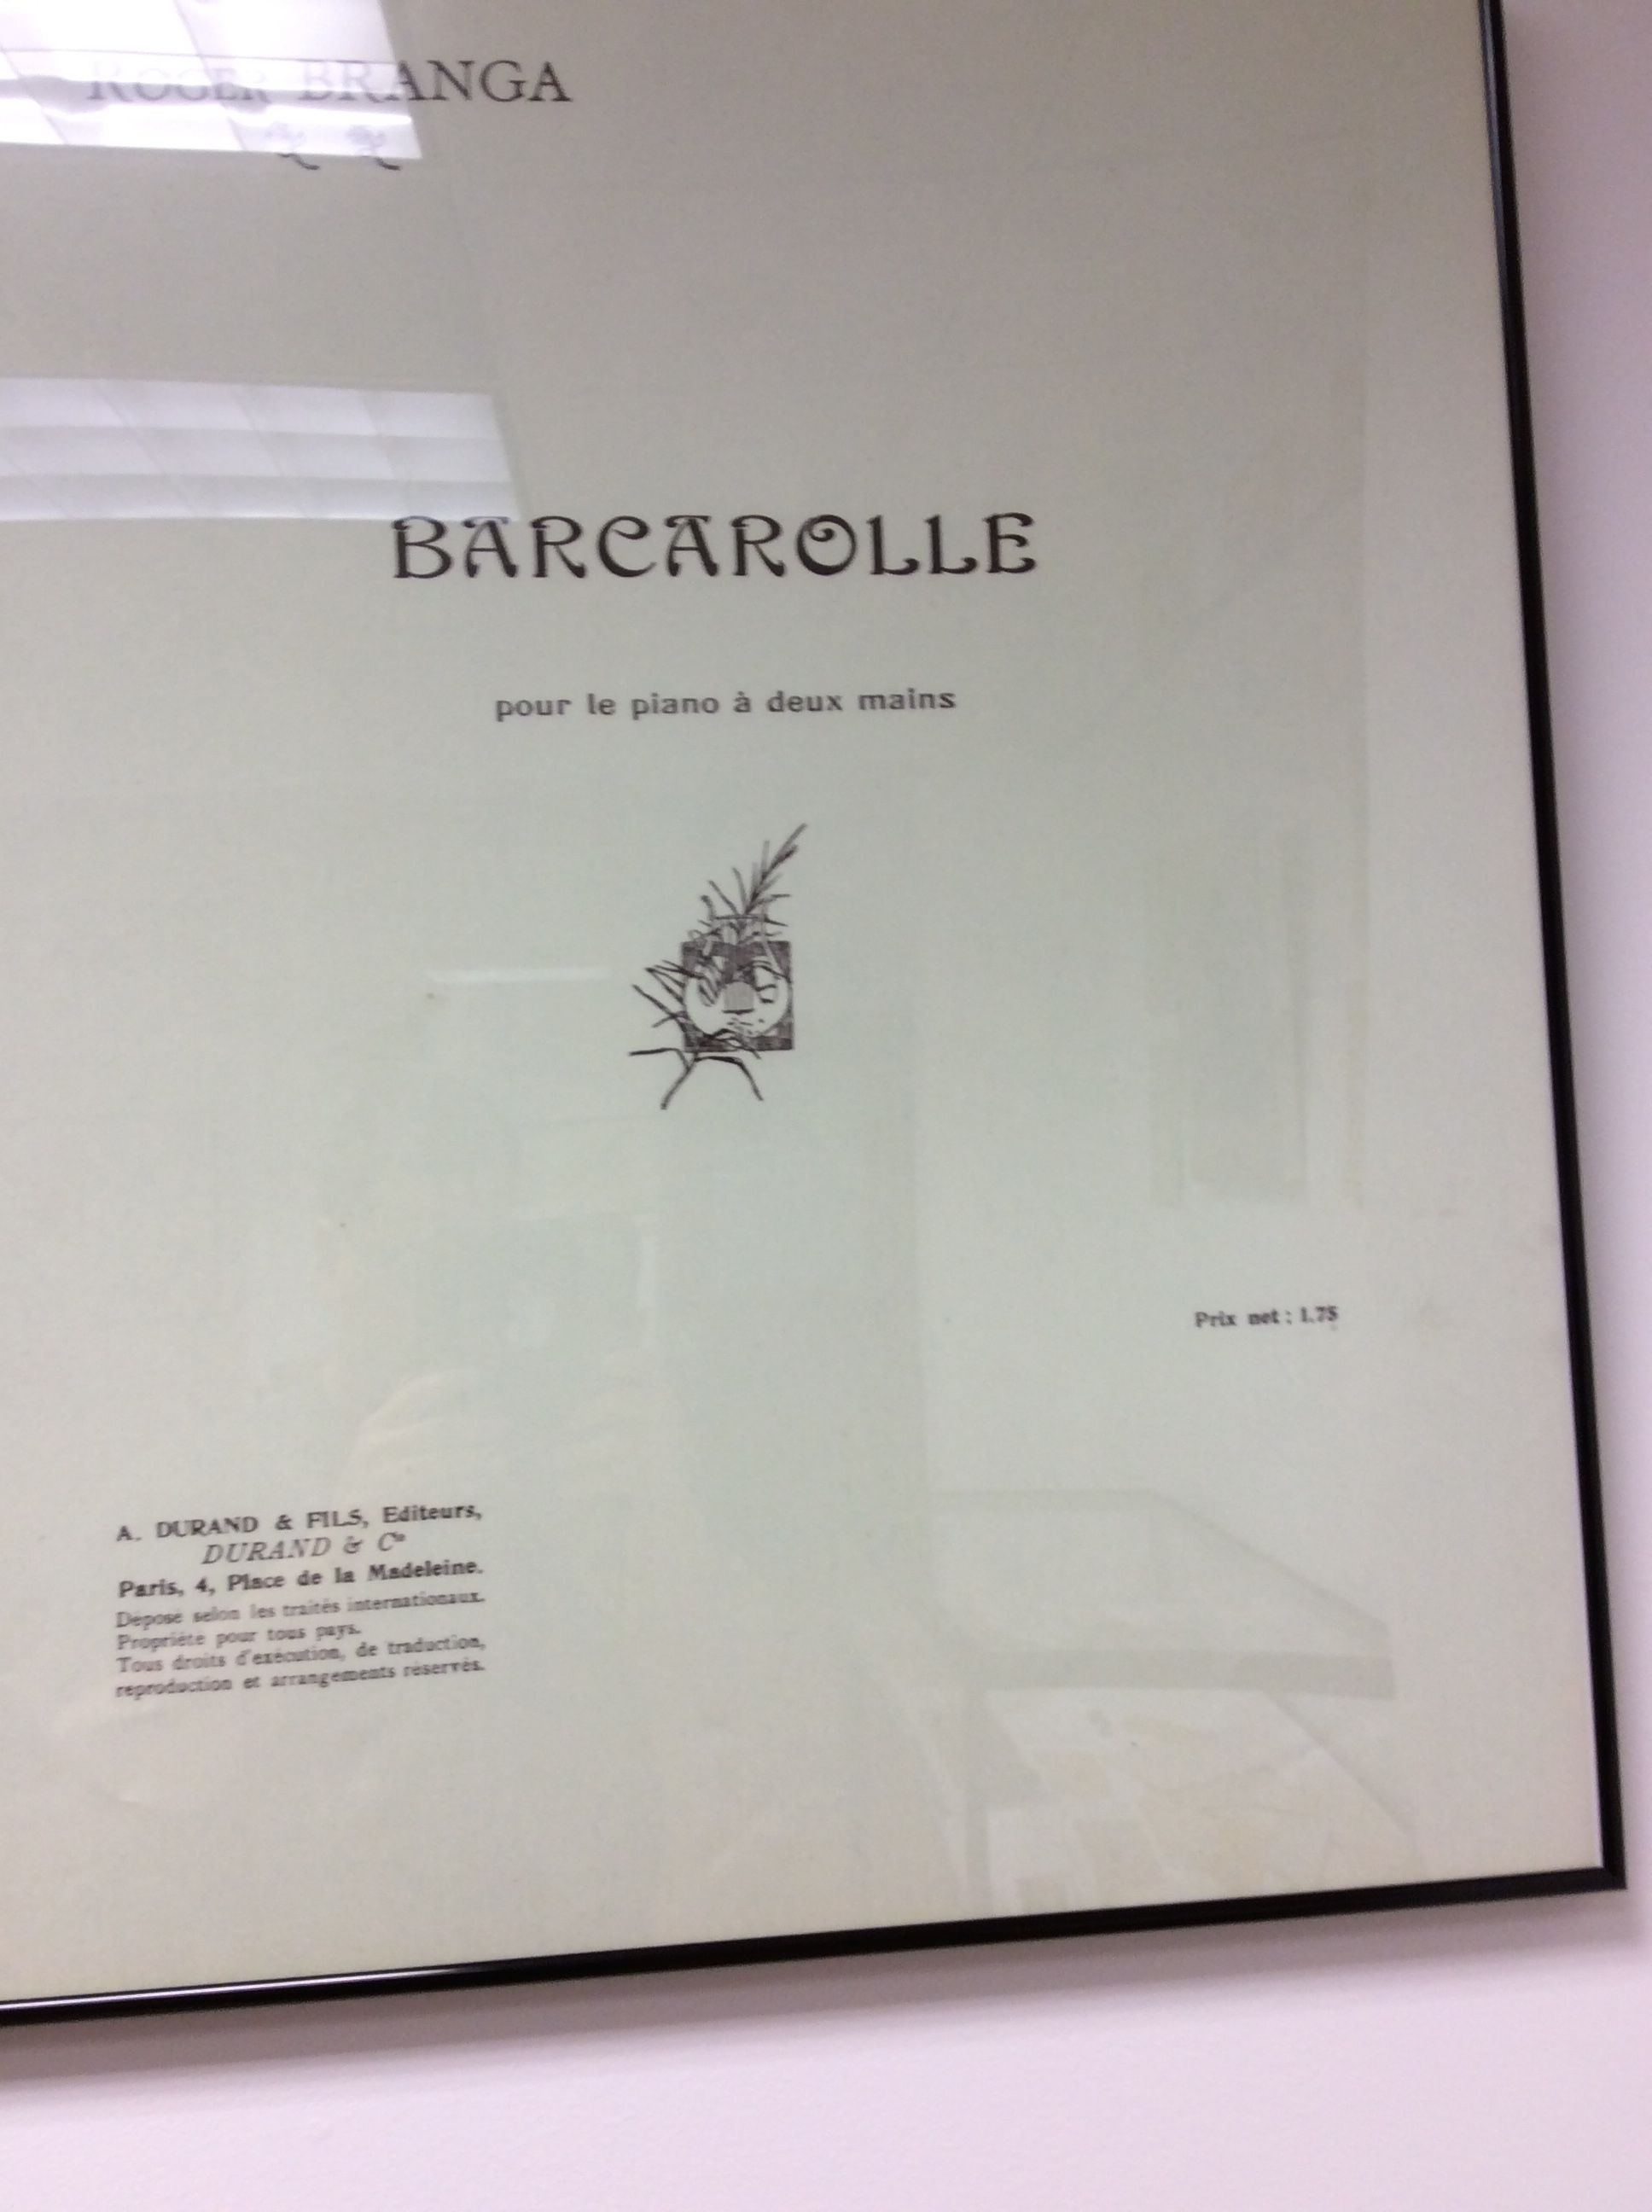 ROGER BRANGA
BARCAROLLE
pour le piano à deux mains
Prix net : 1.75
A. DURAND & FILS, Editeurs,
DURAND & Cie
Paris, 4, Place de la Madeleine.
Déposé selon les traités internationaux.
Propriété pour tous pays.
Tous droits d'exécution, de traduction,
reproduction et arrangements réservés.